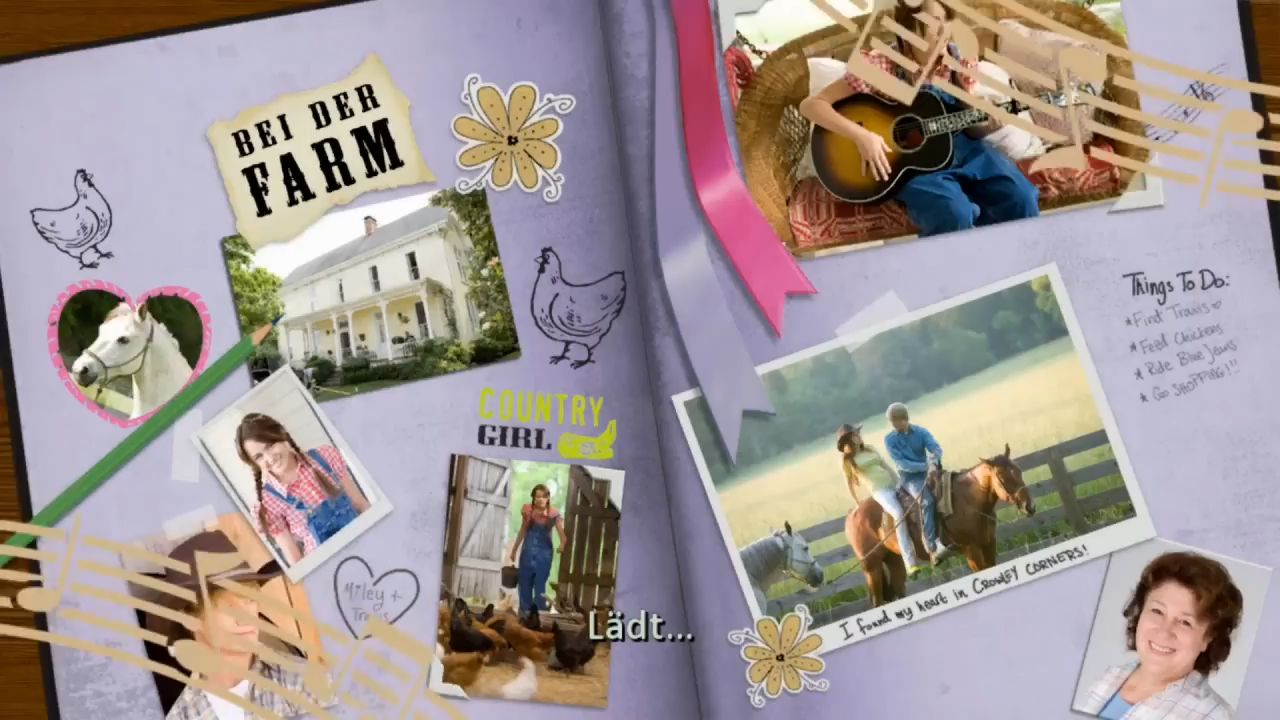 BEI DER
FARM
COUNTRY
GIRL
Miley +
Travis
Lädt...
Things To Do:
*Find Travis ♡
*Feed Chickens
*Ride Blue Jeans
*Go SHOPPING!!!
I found my heart in CROWLEY CORNERS!